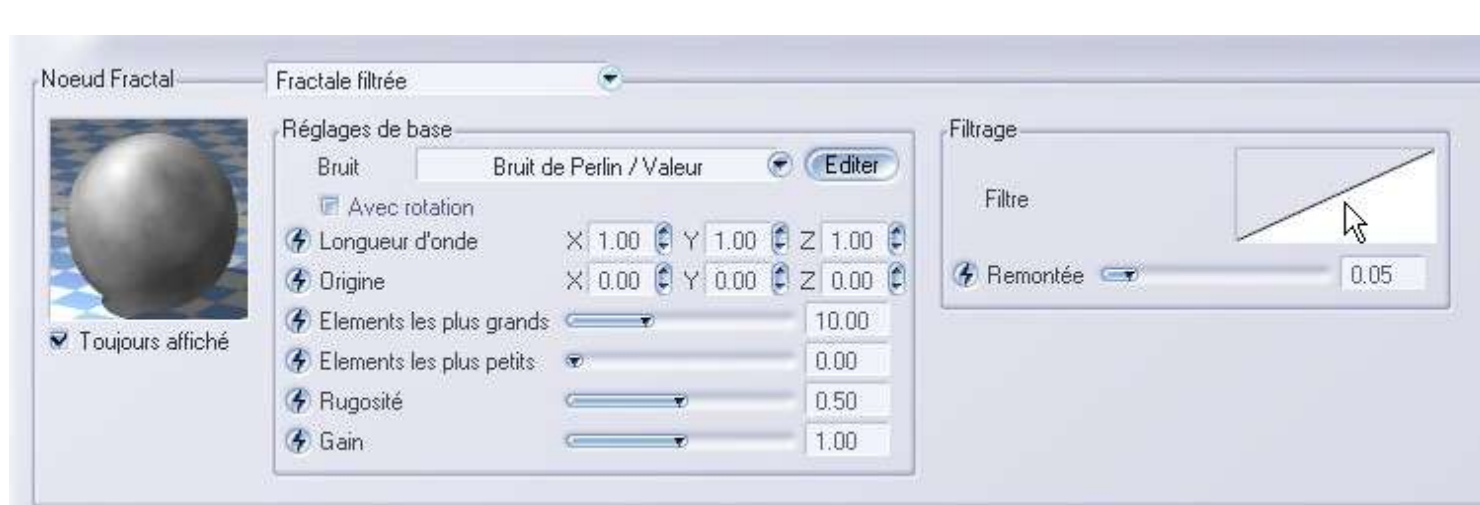 Noeud Fractal Fractale filtrée
Réglages de base
Bruit Bruit de Perlin / Valeur Editer
Avec rotation
Longueur d'onde X 1.00 Y 1.00 Z 1.00
Origine X 0.00 Y 0.00 Z 0.00
Elements les plus grands 10.00
Elements les plus petits 0.00
Rugosité 0.50
Gain 1.00
Toujours affiché
Filtrage
Filtre
Remontée 0.05